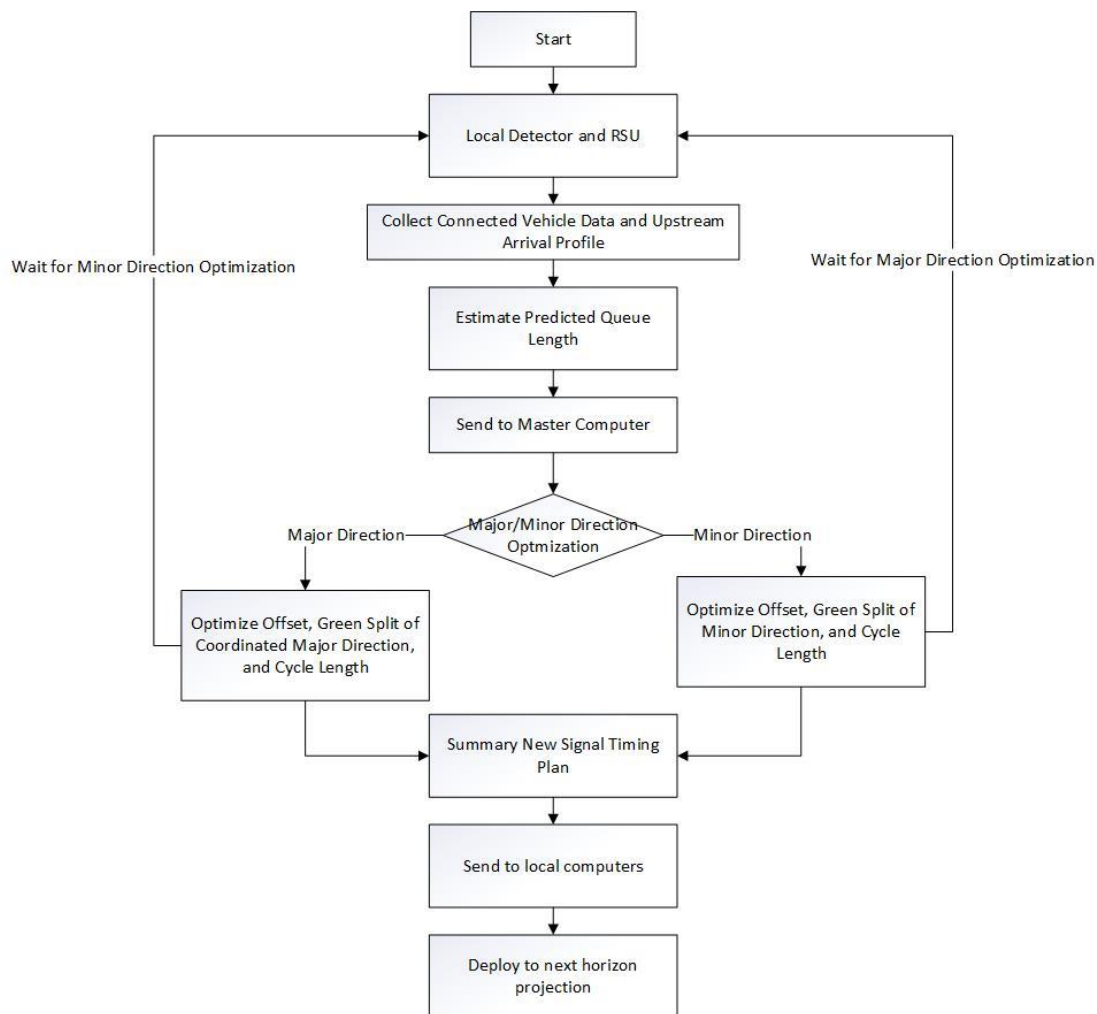 Start
Local Detector and RSU
Collect Connected Vehicle Data and Upstream
Arrival Profile
Wait for Minor Direction Optimization
Wait for Major Direction Optimization
Estimate Predicted Queue
Length
Send to Master Computer
Major/Minor Direction
Optmization
Major Direction
Minor Direction
Optimize Offset, Green Split of
Coordinated Major Direction,
and Cycle Length
Optimize Offset, Green Split of
Minor Direction, and Cycle
Length
Summary New Signal Timing
Plan
Send to local computers
Deploy to next horizon
projection